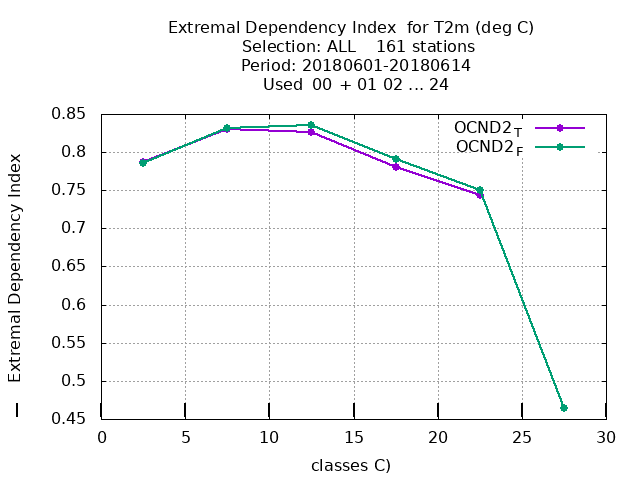 Extremal Dependency Index  for T2m (deg C)
Selection: ALL    161 stations
Period: 20180601-20180614
Used  00  + 01 02 ... 24
Extremal Dependency Index
0.85
0.8
0.75
0.7
0.65
0.6
0.55
0.5
0.45
OCND2T
OCND2F
0 5 10 15 20 25 30
classes C)